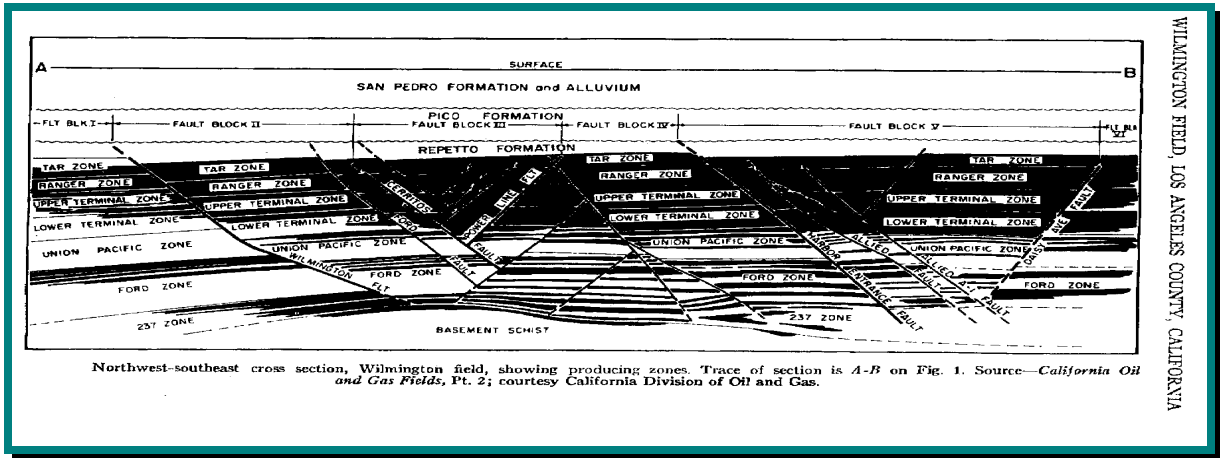 A
SURFACE
B
SAN PEDRO FORMATION and ALLUVIUM
PICO FORMATION
FLT BLK I
FAULT BLOCK II
FAULT BLOCK III
FAULT BLOCK IV
FAULT BLOCK V
FLT BLK VI
REPETTO FORMATION
TAR ZONE
TAR ZONE
TAR ZONE
TAR ZONE
RANGER ZONE
RANGER ZONE
RANGER ZONE
RANGER ZONE
UPPER TERMINAL ZONE
UPPER TERMINAL ZONE
UPPER TERMINAL ZONE
UPPER TERMINAL ZONE
LOWER TERMINAL ZONE
LOWER TERMINAL ZONE
LOWER TERMINAL ZONE
LOWER TERMINAL ZONE
UNION PACIFIC ZONE
UNION PACIFIC ZONE
UNION PACIFIC ZONE
UNION PACIFIC ZONE
FORD ZONE
FORD ZONE
FORD ZONE
FORD ZONE
237 ZONE
237 ZONE
WILMINGTON FLT
CERRITOS FAULT
FORD FAULT
POWER LINE FLT
HARBOR ENTRANCE FAULT
ALLIED FAULT
ALLIED A-1 FAULT
DAISY AVE FAULT
BASEMENT SCHIST
Northwest-southeast cross section, Wilmington field, showing producing zones. Trace of section is A-B on Fig. 1. Source—California Oil
and Gas Fields, Pt. 2; courtesy California Division of Oil and Gas.
WILMINGTON FIELD, LOS ANGELES COUNTY, CALIFORNIA